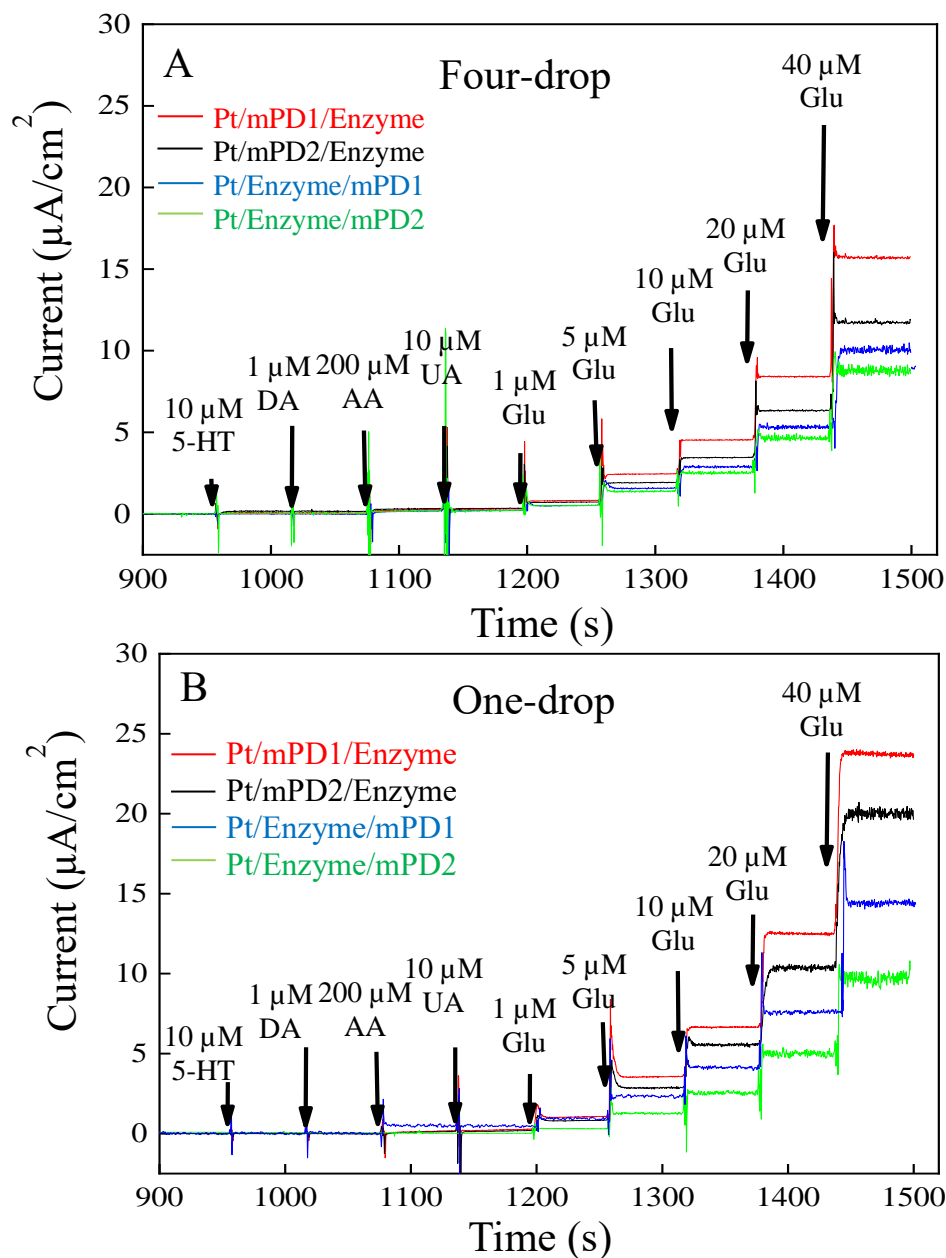 A
Four-drop
Pt/mPD1/Enzyme
Pt/mPD2/Enzyme
Pt/Enzyme/mPD1
Pt/Enzyme/mPD2
10 µM
5-HT
1 µM
DA
200 µM
AA
10 µM
UA
1 µM
Glu
5 µM
Glu
10 µM
Glu
20 µM
Glu
40 µM
Glu
30
25
20
15
10
5
0
Current (µA/cm²)
900
1000
1100
1200
1300
1400
1500
Time (s)
B
One-drop
Pt/mPD1/Enzyme
Pt/mPD2/Enzyme
Pt/Enzyme/mPD1
Pt/Enzyme/mPD2
10 µM
5-HT
1 µM
DA
200 µM
AA
10 µM
UA
1 µM
Glu
5 µM
Glu
10 µM
Glu
20 µM
Glu
40 µM
Glu
30
25
20
15
10
5
0
Current (µA/cm²)
900
1000
1100
1200
1300
1400
1500
Time (s)